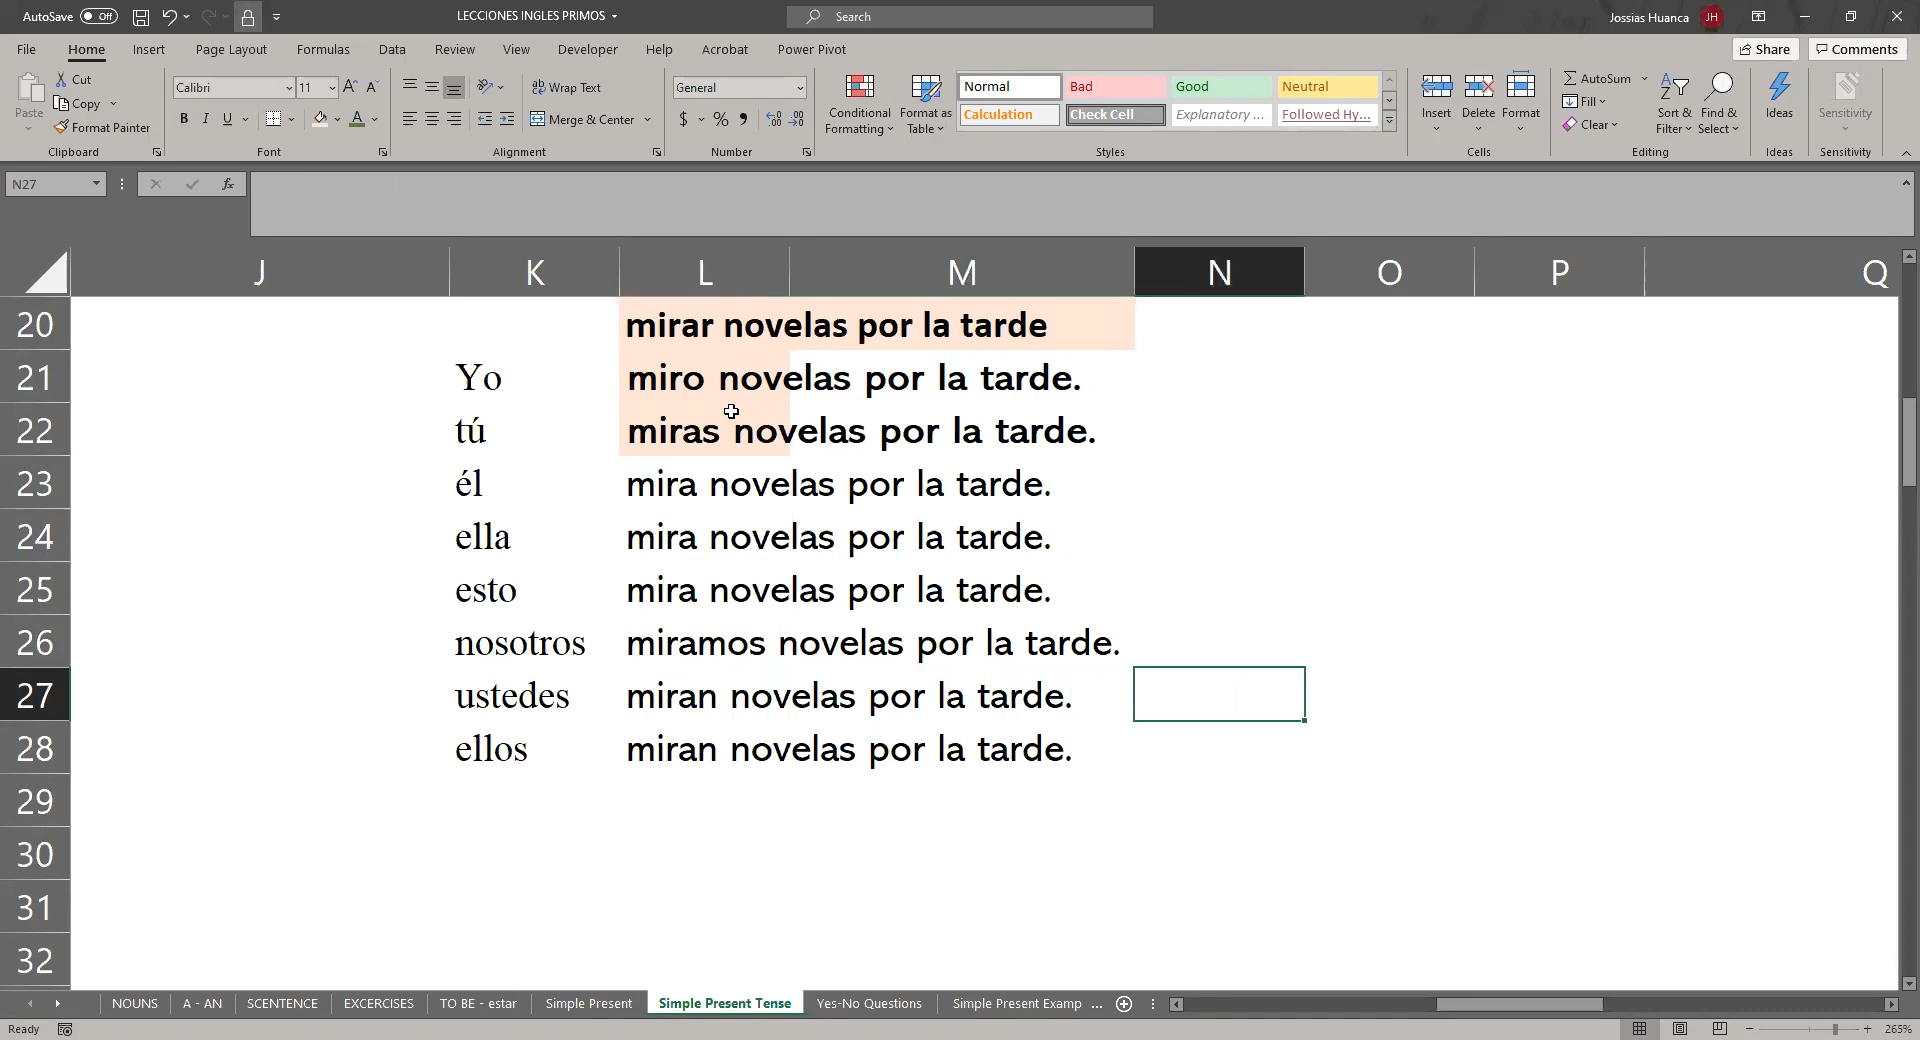 AutoSave Off LECCIONES INGLES PRIMOS Search Jossias Huanca JH
File Home Insert Page Layout Formulas Data Review View Developer Help Acrobat Power Pivot Share Comments
Paste Cut Copy Format Painter
Calibri 11 A A
B I U A
Wrap Text
Merge & Center
General
$ % 9
Conditional Formatting
Format as Table
Normal Bad Good Neutral
Calculation Check Cell Explanatory ... Followed Hy...
Insert Delete Format
AutoSum
Fill
Clear
Sort & Filter
Find & Select
Ideas
Sensitivity
Clipboard Font Alignment Number Styles Cells Editing Ideas Sensitivity
N27 fx
J K L M N O P Q
20 mirar novelas por la tarde
21 Yo miro novelas por la tarde.
22 tú miras novelas por la tarde.
23 él mira novelas por la tarde.
24 ella mira novelas por la tarde.
25 esto mira novelas por la tarde.
26 nosotros miramos novelas por la tarde.
27 ustedes miran novelas por la tarde.
28 ellos miran novelas por la tarde.
29
30
31
32
NOUNS A - AN SCENTENCE EXCERCISES TO BE - estar Simple Present Simple Present Tense Yes-No Questions Simple Present Examp ...
Ready 265%